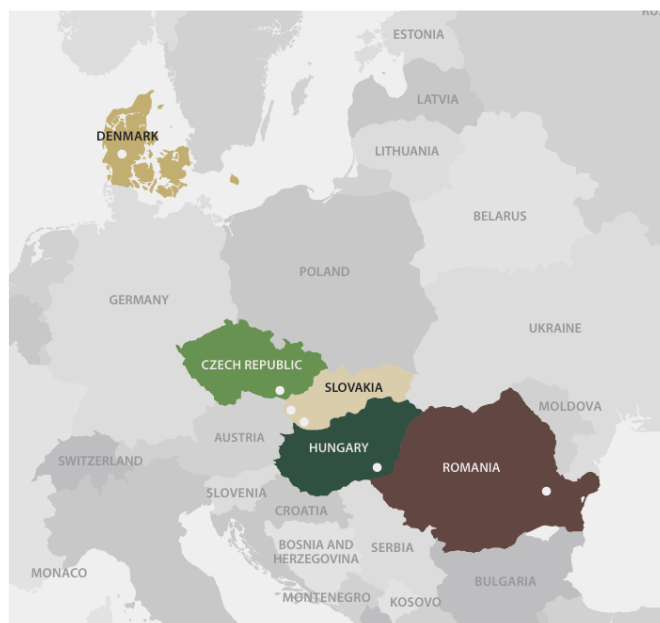 ESTONIA
LATVIA
DENMARK
LITHUANIA
BELARUS
POLAND
GERMANY
UKRAINE
CZECH REPUBLIC
SLOVAKIA
MOLDOVA
AUSTRIA
HUNGARY
SWITZERLAND
ROMANIA
SLOVENIA
CROATIA
BOSNIA AND
HERZEGOVINA
SERBIA
MONACO
BULGARIA
MONTENEGRO
KOSOVO